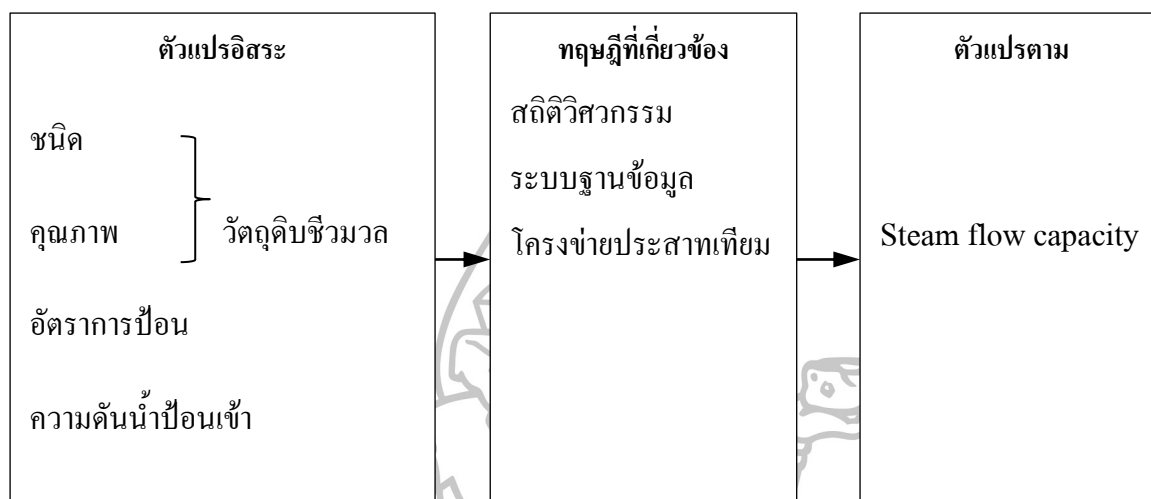 ตัวแปรอิสระ
ชนิด
คุณภาพ
วัตถุดิบชีวมวล
อัตราการป้อน
ความดันน้ำป้อนเข้า
ทฤษฎีที่เกี่ยวข้อง
สถิติวิศวกรรม
ระบบฐานข้อมูล
โครงข่ายประสาทเทียม
ตัวแปรตาม
Steam flow capacity